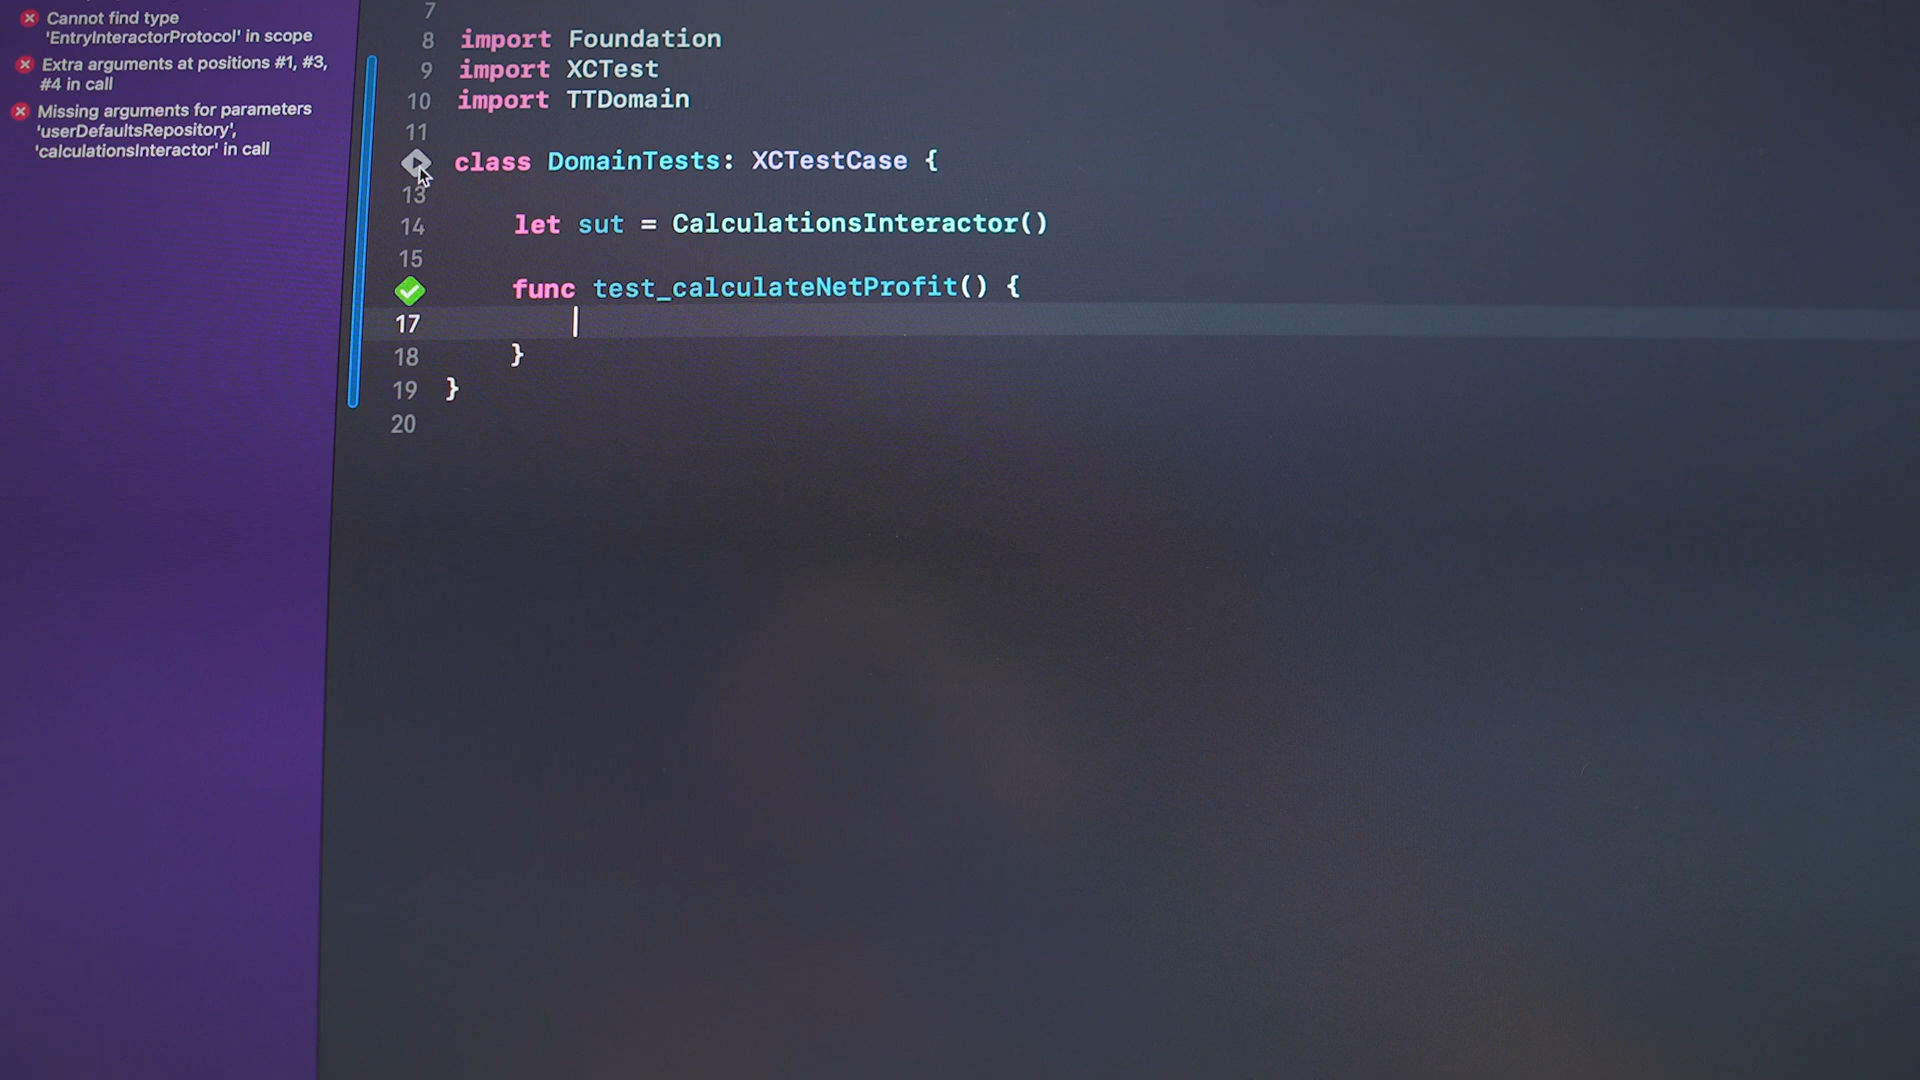 Cannot find type
'EntryInteractorProtocol' in scope
Extra arguments at positions #1, #3,
#4 in call
Missing arguments for parameters
'userDefaultsRepository',
'calculationsInteractor' in call
7
8 import Foundation
9 import XCTest
10 import TTDomain
11
class DomainTests: XCTestCase {
13
14 let sut = CalculationsInteractor()
15
func test_calculateNetProfit() {
17
18 }
19 }
20